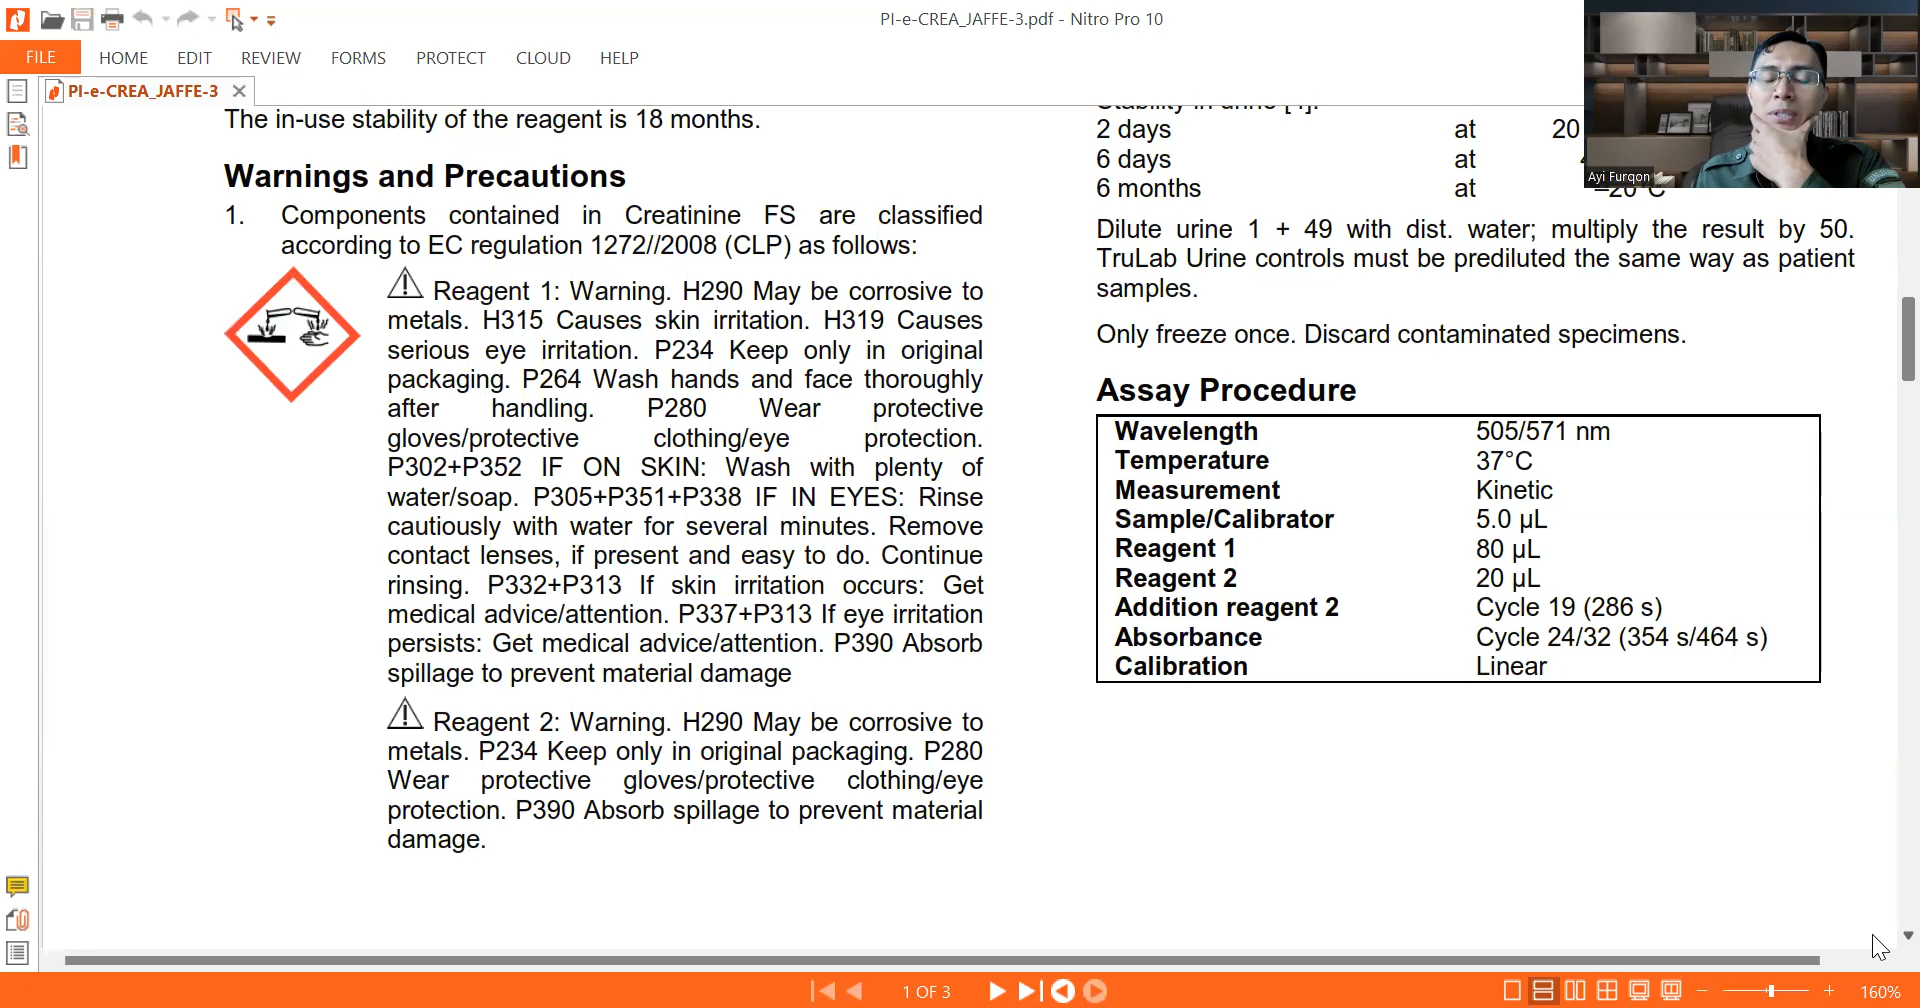 PI-e-CREA_JAFFE-3.pdf - Nitro Pro 10
FILE HOME EDIT REVIEW FORMS PROTECT CLOUD HELP
PI-e-CREA_JAFFE-3
The in-use stability of the reagent is 18 months.
Warnings and Precautions
1. Components contained in Creatinine FS are classified
according to EC regulation 1272//2008 (CLP) as follows:
Reagent 1: Warning. H290 May be corrosive to
metals. H315 Causes skin irritation. H319 Causes
serious eye irritation. P234 Keep only in original
packaging. P264 Wash hands and face thoroughly
after handling. P280 Wear protective
gloves/protective clothing/eye protection.
P302+P352 IF ON SKIN: Wash with plenty of
water/soap. P305+P351+P338 IF IN EYES: Rinse
cautiously with water for several minutes. Remove
contact lenses, if present and easy to do. Continue
rinsing. P332+P313 If skin irritation occurs: Get
medical advice/attention. P337+P313 If eye irritation
persists: Get medical advice/attention. P390 Absorb
spillage to prevent material damage
Reagent 2: Warning. H290 May be corrosive to
metals. P234 Keep only in original packaging. P280
Wear protective gloves/protective clothing/eye
protection. P390 Absorb spillage to prevent material
damage.
Stability in urine [4]:
2 days at 20
6 days at
6 months at –20°C
Dilute urine 1 + 49 with dist. water; multiply the result by 50.
TruLab Urine controls must be prediluted the same way as patient
samples.
Only freeze once. Discard contaminated specimens.
Assay Procedure
Wavelength 505/571 nm
Temperature 37°C
Measurement Kinetic
Sample/Calibrator 5.0 µL
Reagent 1 80 µL
Reagent 2 20 µL
Addition reagent 2 Cycle 19 (286 s)
Absorbance Cycle 24/32 (354 s/464 s)
Calibration Linear
Ayi Furqon
1 OF 3
160%